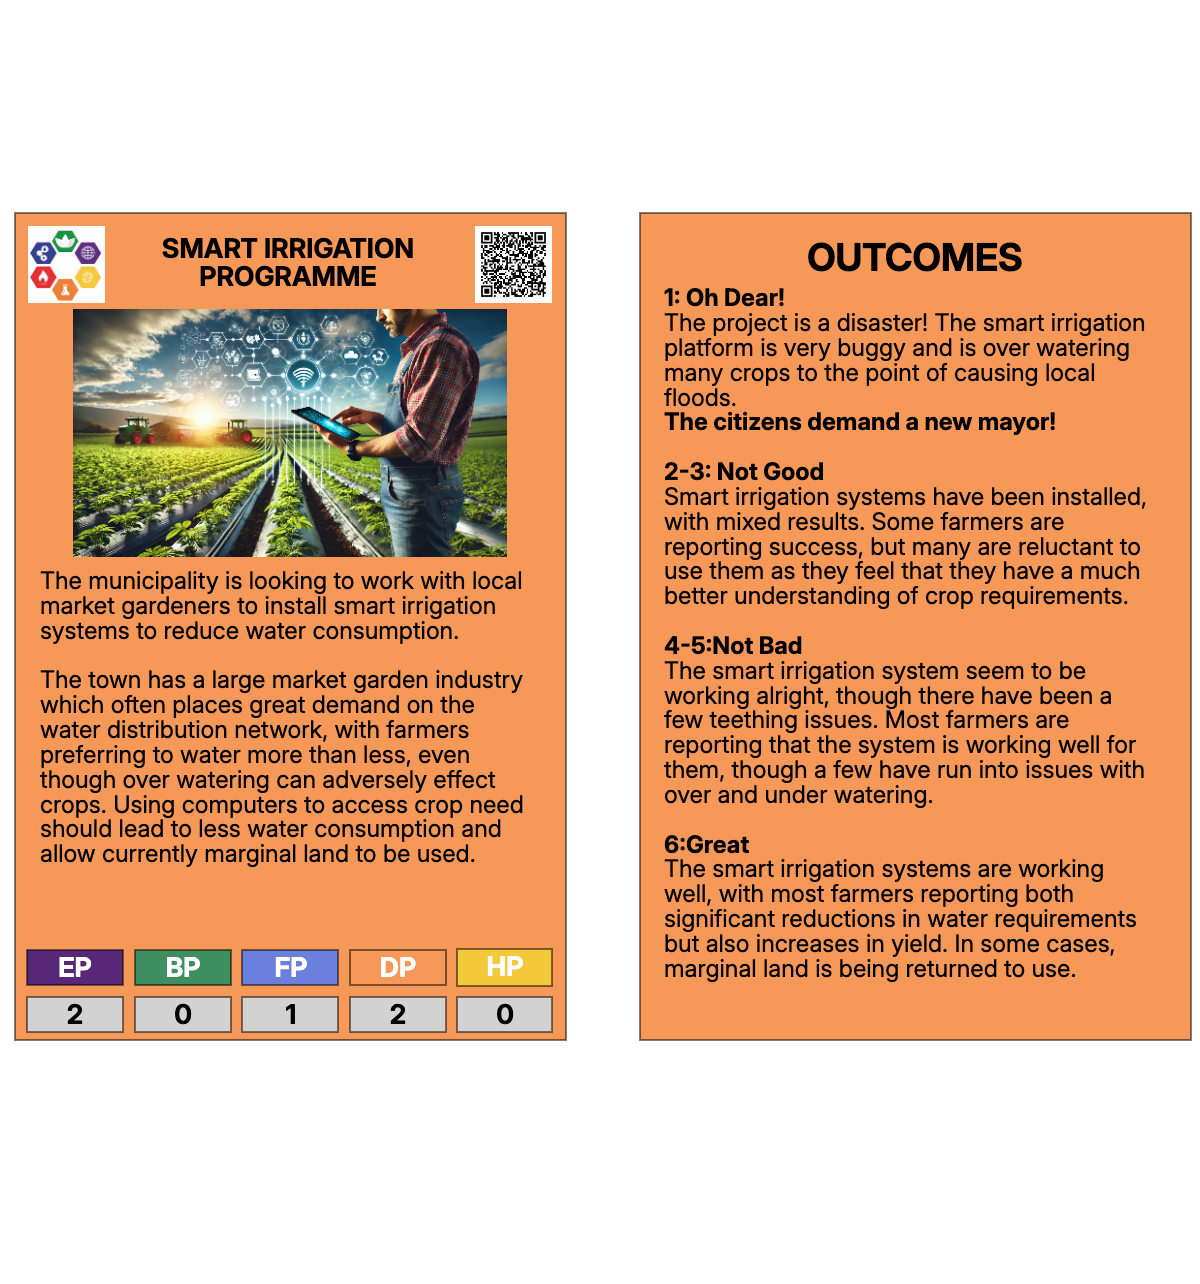 SMART IRRIGATION
PROGRAMME
The municipality is looking to work with local
market gardeners to install smart irrigation
systems to reduce water consumption.
The town has a large market garden industry
which often places great demand on the
water distribution network, with farmers
preferring to water more than less, even
though over watering can adversely effect
crops. Using computers to access crop need
should lead to less water consumption and
allow currently marginal land to be used.
EP BP FP DP HP
2 0 1 2 0
OUTCOMES
1: Oh Dear!
The project is a disaster! The smart irrigation
platform is very buggy and is over watering
many crops to the point of causing local
floods.
The citizens demand a new mayor!
2-3: Not Good
Smart irrigation systems have been installed,
with mixed results. Some farmers are
reporting success, but many are reluctant to
use them as they feel that they have a much
better understanding of crop requirements.
4-5:Not Bad
The smart irrigation system seem to be
working alright, though there have been a
few teething issues. Most farmers are
reporting that the system is working well for
them, though a few have run into issues with
over and under watering.
6:Great
The smart irrigation systems are working
well, with most farmers reporting both
significant reductions in water requirements
but also increases in yield. In some cases,
marginal land is being returned to use.